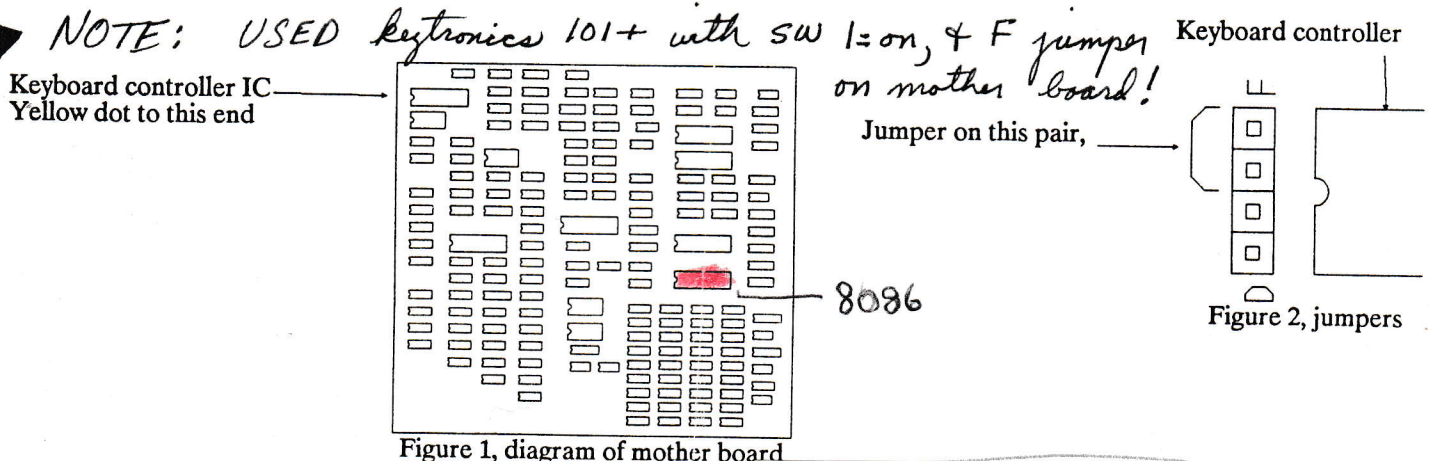 NOTE: USED keytronics 101+ with SW 1=on, & F jumper
on mother board!
Keyboard controller IC
Yellow dot to this end
Keyboard controller
F
Jumper on this pair,
8086
Figure 2, jumpers
Figure 1, diagram of mother board